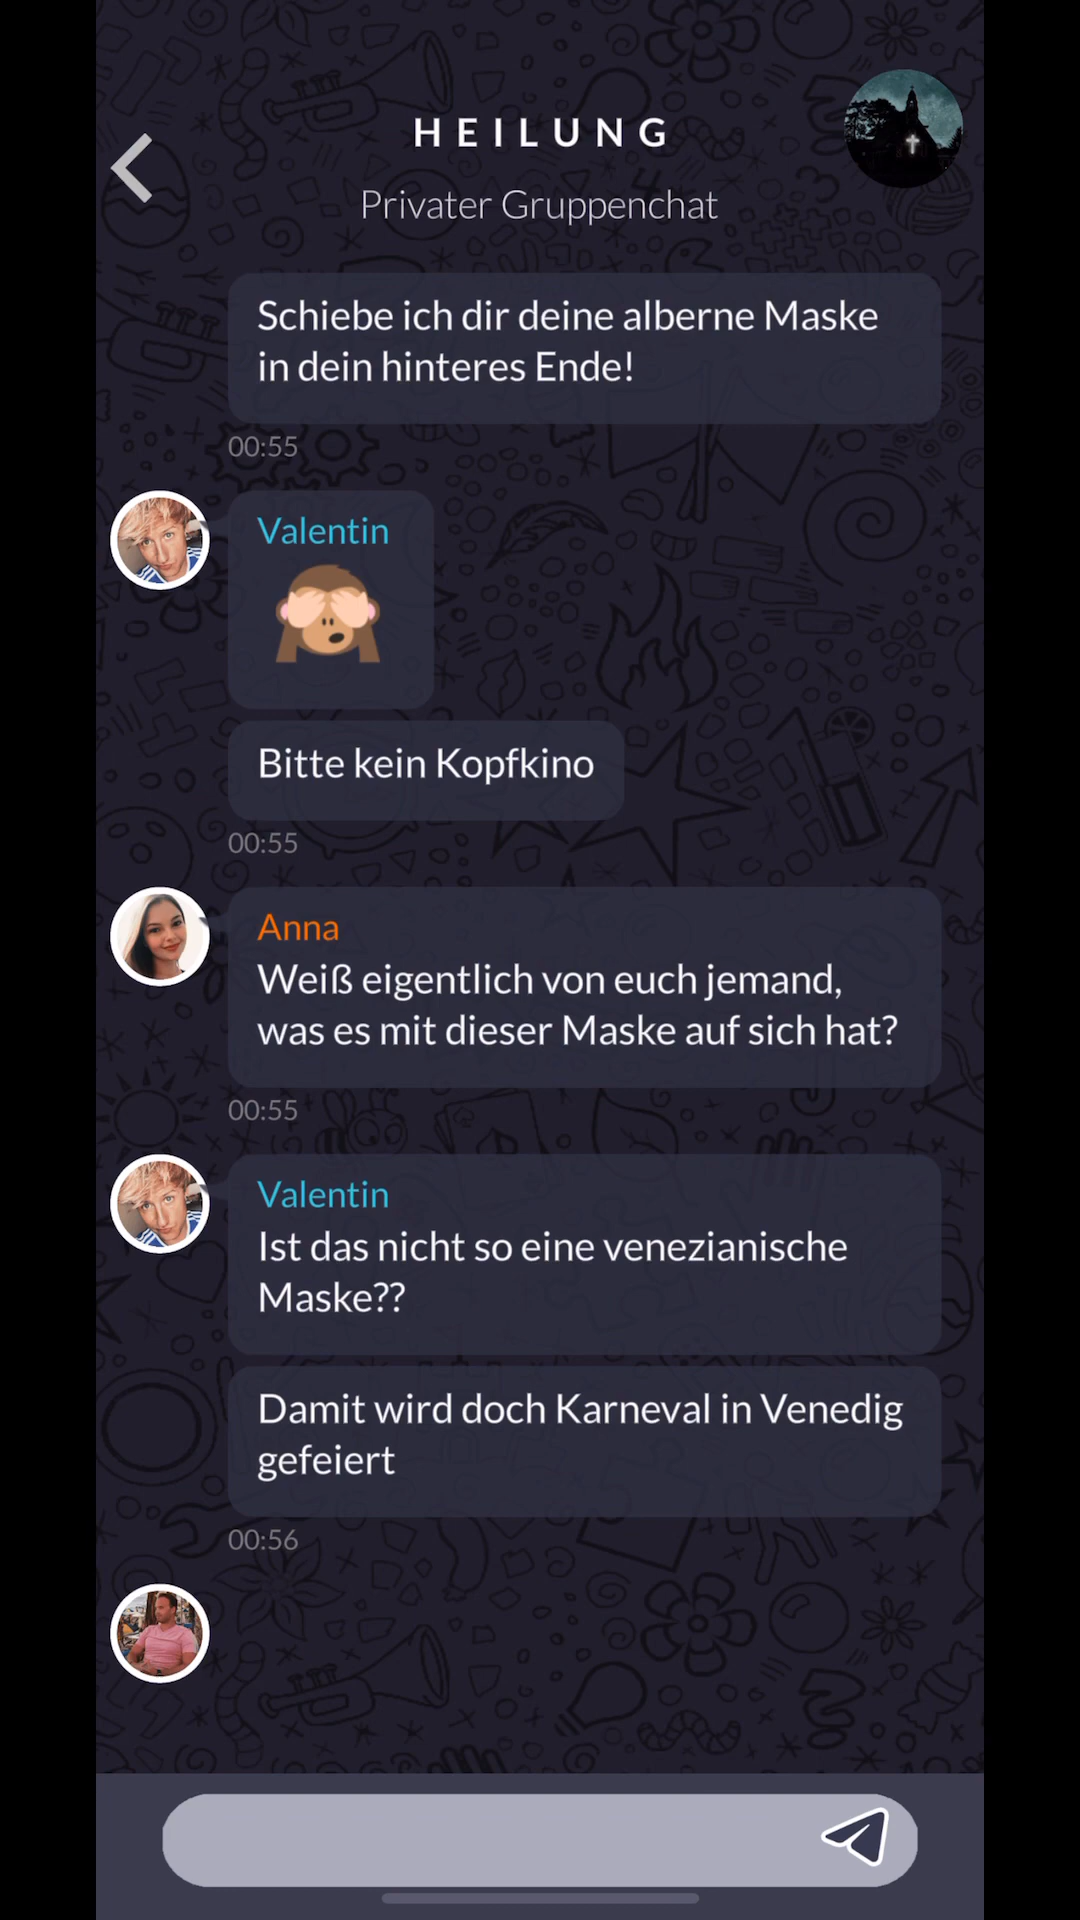 HEILUNG
Privater Gruppenchat
Schiebe ich dir deine alberne Maske
in dein hinteres Ende!
00:55
Valentin
Bitte kein Kopfkino
00:55
Anna
Weiß eigentlich von euch jemand,
was es mit dieser Maske auf sich hat?
00:55
Valentin
Ist das nicht so eine venezianische
Maske??
Damit wird doch Karneval in Venedig
gefeiert
00:56